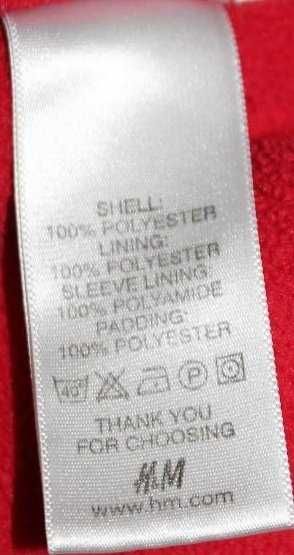 SHELL:
100% POLYESTER
LINING:
100% POLYESTER
SLEEVE LINING:
100% POLYAMIDE
PADDING:
100% POLYESTER
40° P
THANK YOU
FOR CHOOSING
H&M
www.hm.com